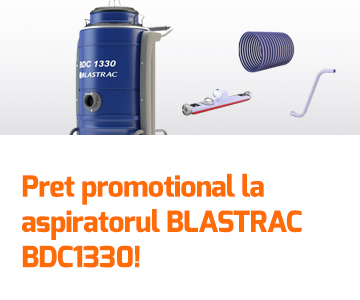 BDC 1330
BLASTRAC
Pret promotional la
aspiratorul BLASTRAC
BDC1330!